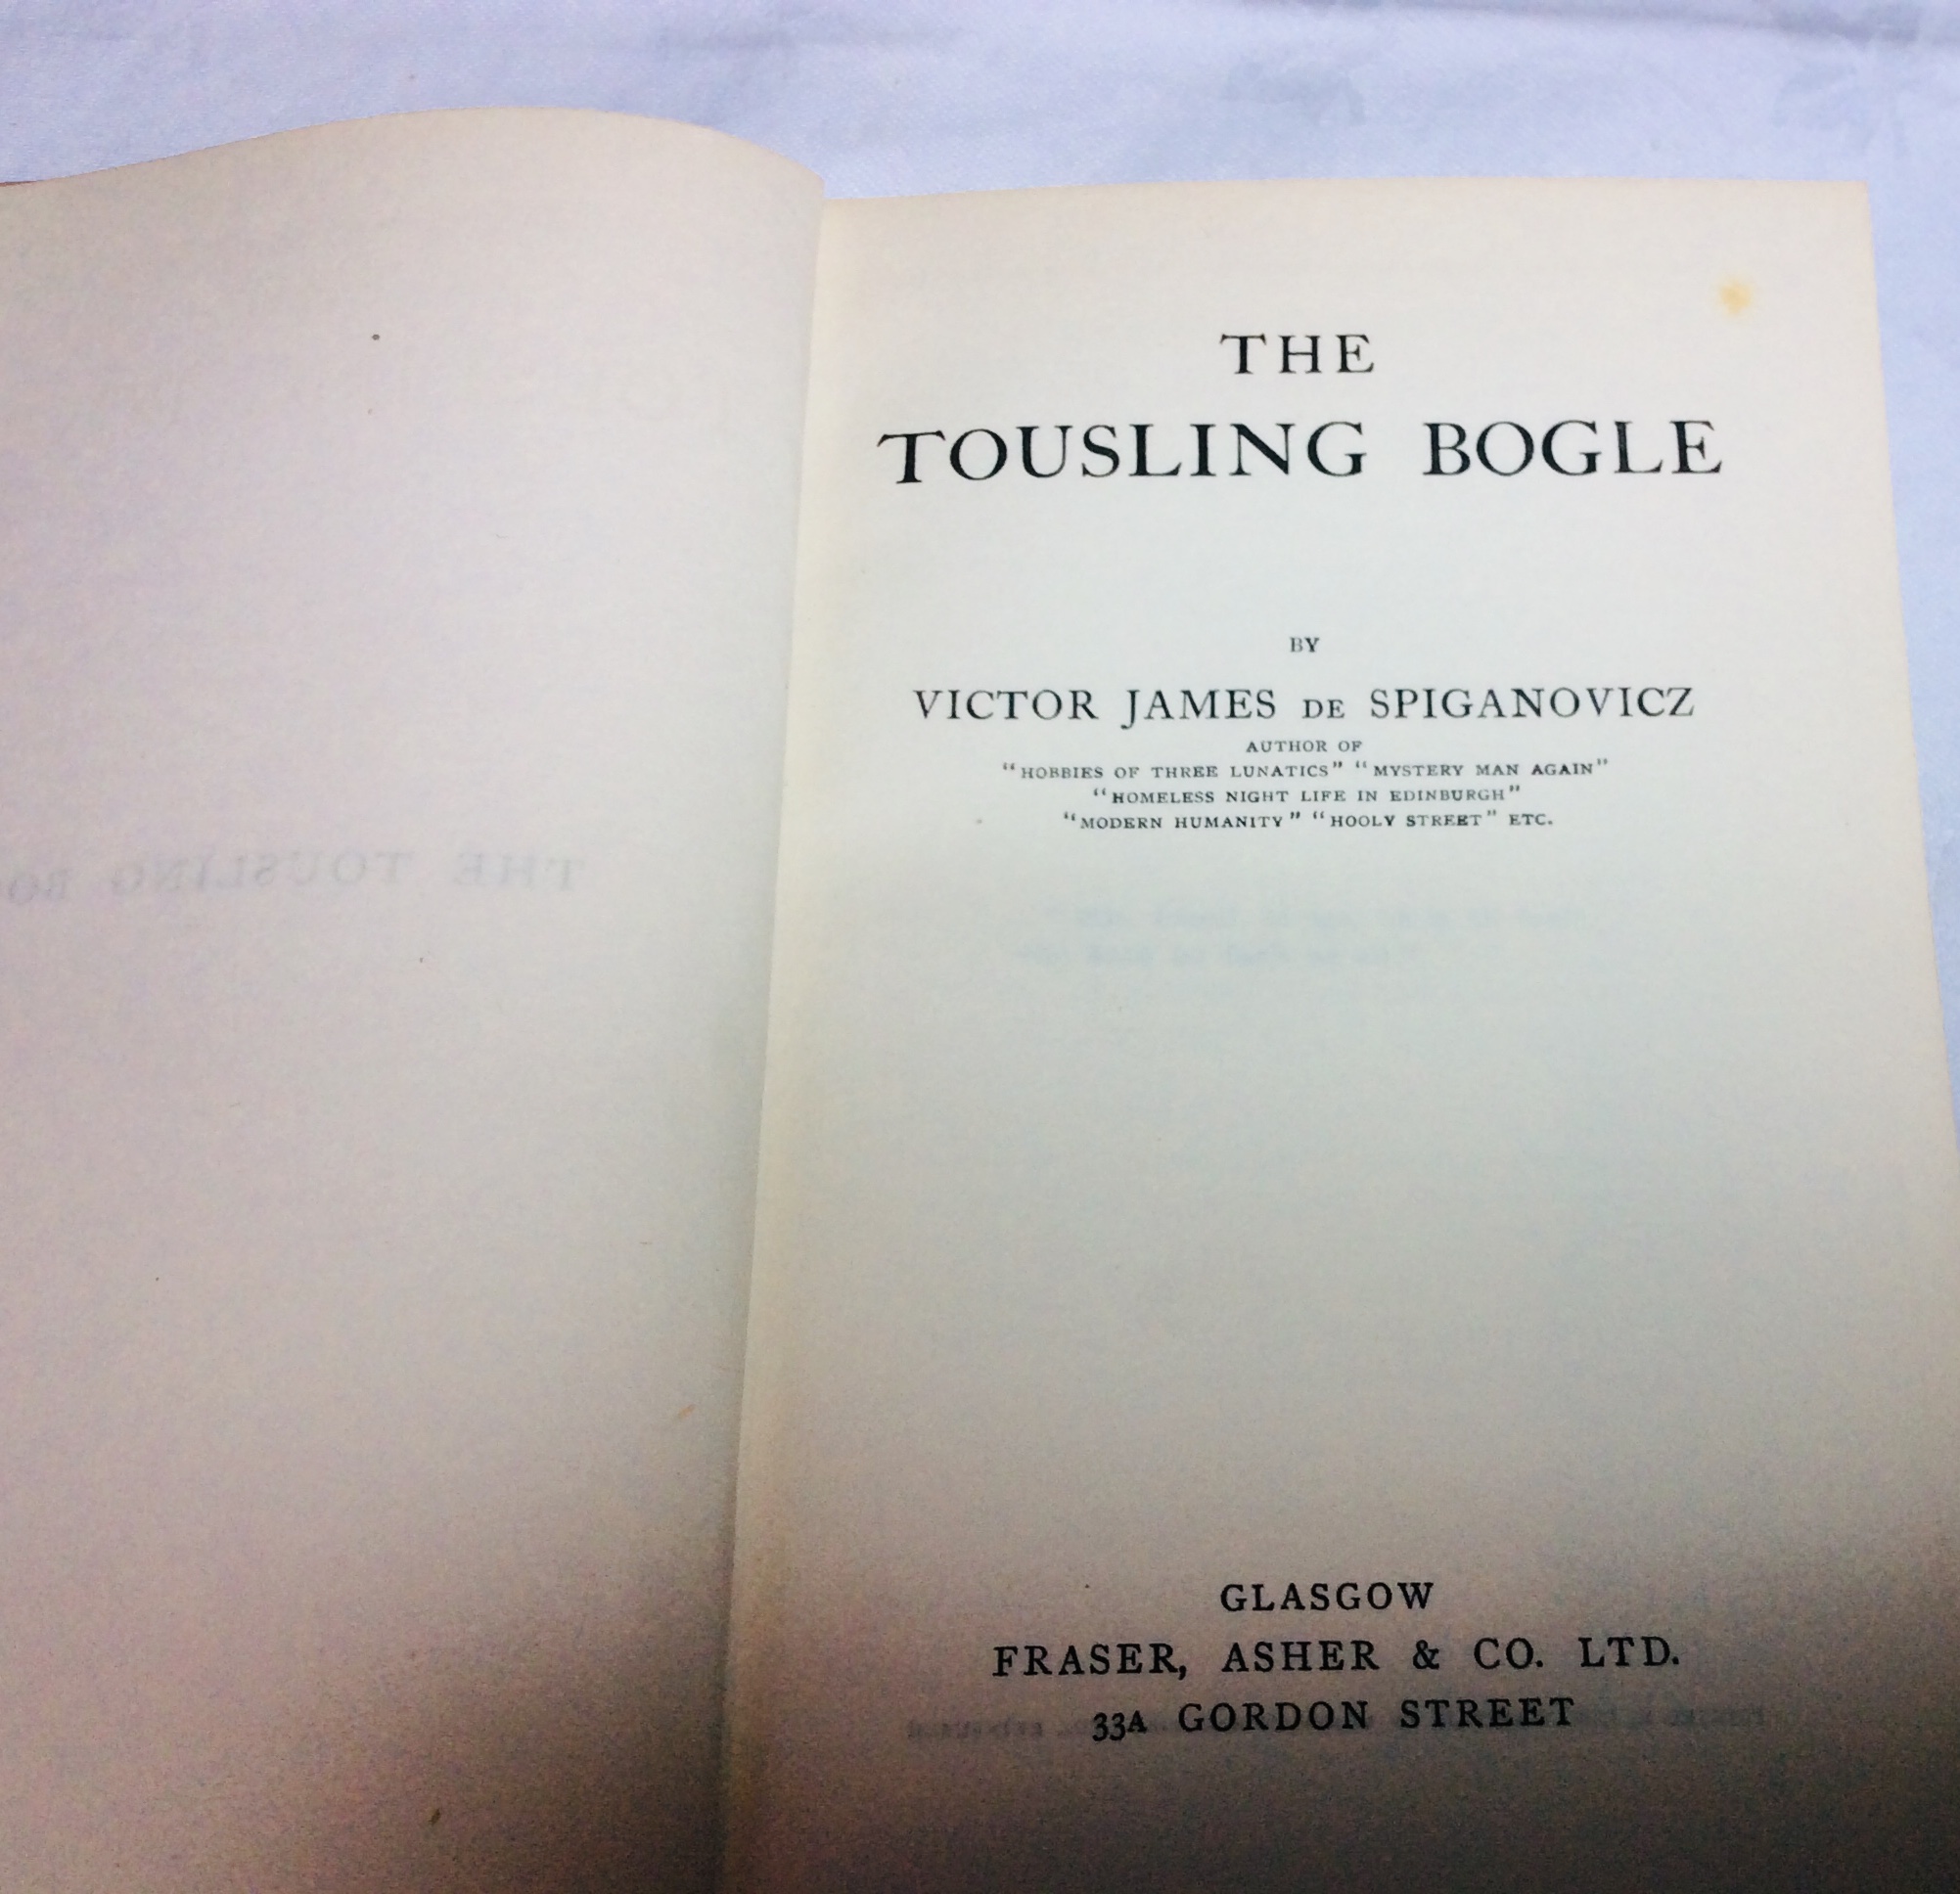 THE
TOUSLING BOGLE
BY
VICTOR JAMES DE SPIGANOVICZ
AUTHOR OF
"HOBBIES OF THREE LUNATICS" "MYSTERY MAN AGAIN"
"HOMELESS NIGHT LIFE IN EDINBURGH"
"MODERN HUMANITY" "HOOLY STREET" ETC.
GLASGOW
FRASER, ASHER & CO. LTD.
33A GORDON STREET